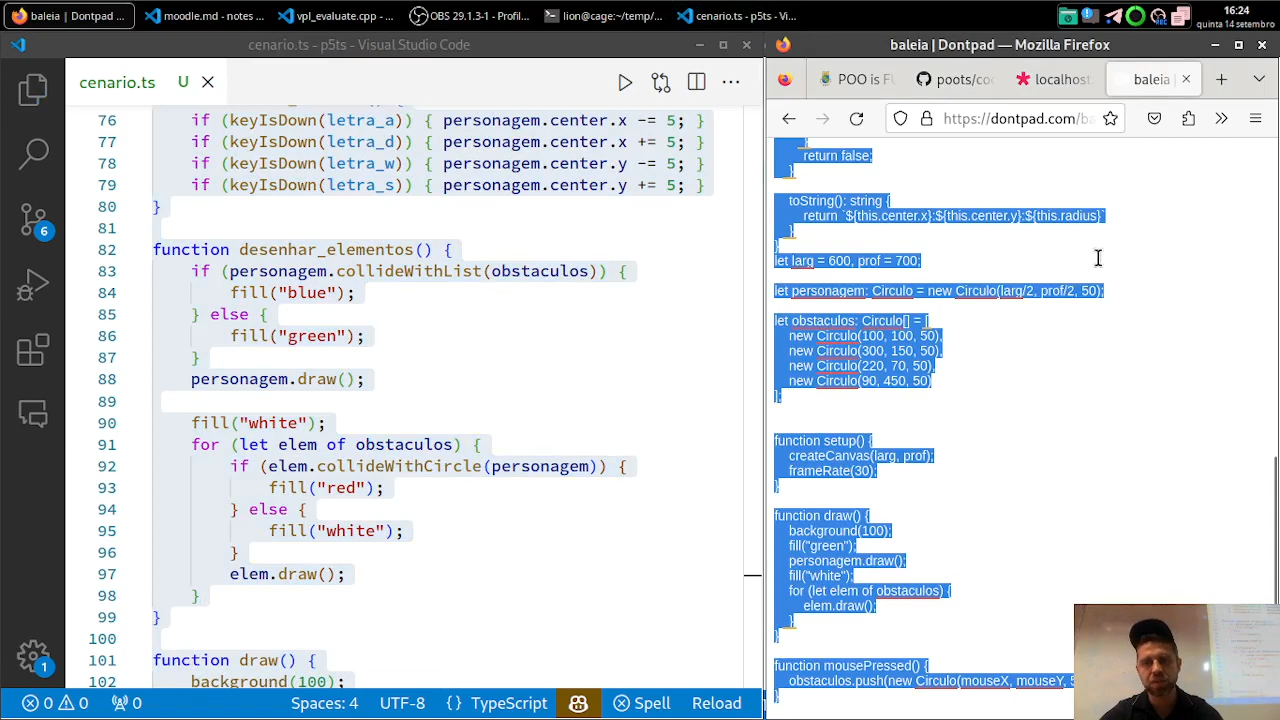 baleia | Dontpad ...
moodle.md - notes ...
vpl_evaluate.cpp - ...
OBS 29.1.3-1 - Profil...
lion@cage:~/temp/...
cenario.ts - p5ts - Vi...
16:24
quinta 14 setembro
cenario.ts - p5ts - Visual Studio Code
cenario.ts U
76 if (keyIsDown(letra_a)) { personagem.center.x -= 5; }
77 if (keyIsDown(letra_d)) { personagem.center.x += 5; }
78 if (keyIsDown(letra_w)) { personagem.center.y -= 5; }
79 if (keyIsDown(letra_s)) { personagem.center.y += 5; }
80 }
81
82 function desenhar_elementos() {
83 if (personagem.collideWithList(obstaculos)) {
84 fill("blue");
85 } else {
86 fill("green");
87 }
88 personagem.draw();
89
90 fill("white");
91 for (let elem of obstaculos) {
92 if (elem.collideWithCircle(personagem)) {
93 fill("red");
94 } else {
95 fill("white");
96 }
97 elem.draw();
98 }
99 }
100
101 function draw() {
102 background(100);
6
1
0 0 0 Spaces: 4 UTF-8 {} TypeScript Spell Reload
baleia | Dontpad — Mozilla Firefox
POO is FU
poots/coc
localhost:
baleia |
https://dontpad.com/ba
}
return false;
}
toString(): string {
return `${this.center.x}:${this.center.y}:${this.radius}`
}
}
let larg = 600, prof = 700;
let personagem: Circulo = new Circulo(larg/2, prof/2, 50);
let obstaculos: Circulo[] = [
new Circulo(100, 100, 50),
new Circulo(300, 150, 50),
new Circulo(220, 70, 50),
new Circulo(90, 450, 50)
];
function setup() {
createCanvas(larg, prof);
frameRate(30);
}
function draw() {
background(100);
fill("green");
personagem.draw();
fill("white");
for (let elem of obstaculos) {
elem.draw();
}
}
function mousePressed() {
obstaculos.push(new Circulo(mouseX, mouseY, 5
}